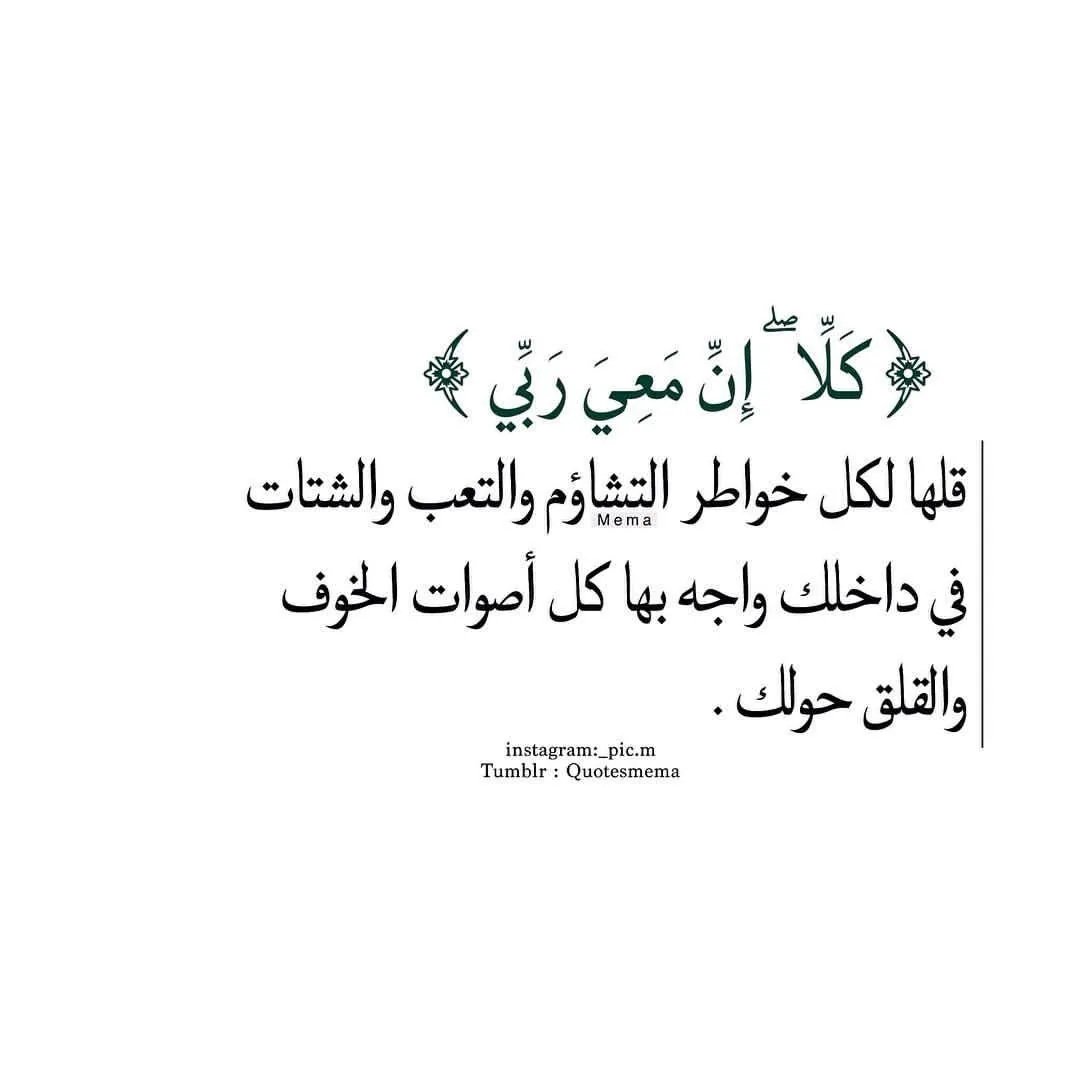 ﴿ كَلَّا ۖ إِنَّ مَعِيَ رَبِّي ﴾
قلها لكل خواطر التشاؤم والتعب والشتات
Mema
في داخلك واجه بها كل أصوات الخوف
والقلق حولك .
instagram:_pic.m
Tumblr : Quotesmema